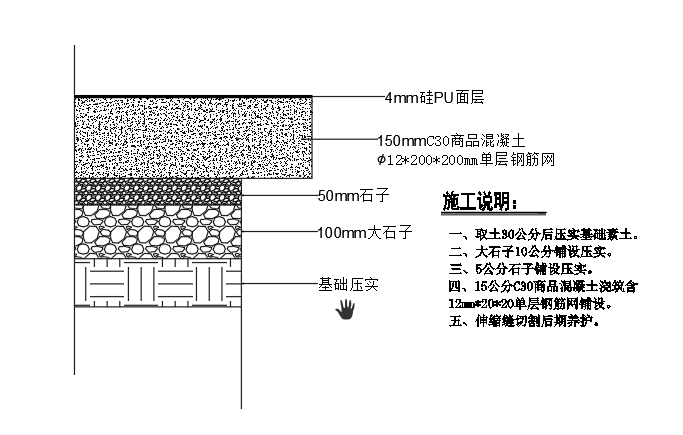 4mm硅PU面层
150mmC30商品混凝土
φ12*200*200mm单层钢筋网
50mm石子
100mm大石子
基础压实
施工说明：
一、取土30公分后压实基础素土。
二、大石子10公分铺设压实。
三、5公分石子铺设压实。
四、15公分C30商品混凝土浇筑含
12mm*20*20单层钢筋网铺设。
五、伸缩缝切割后期养护。